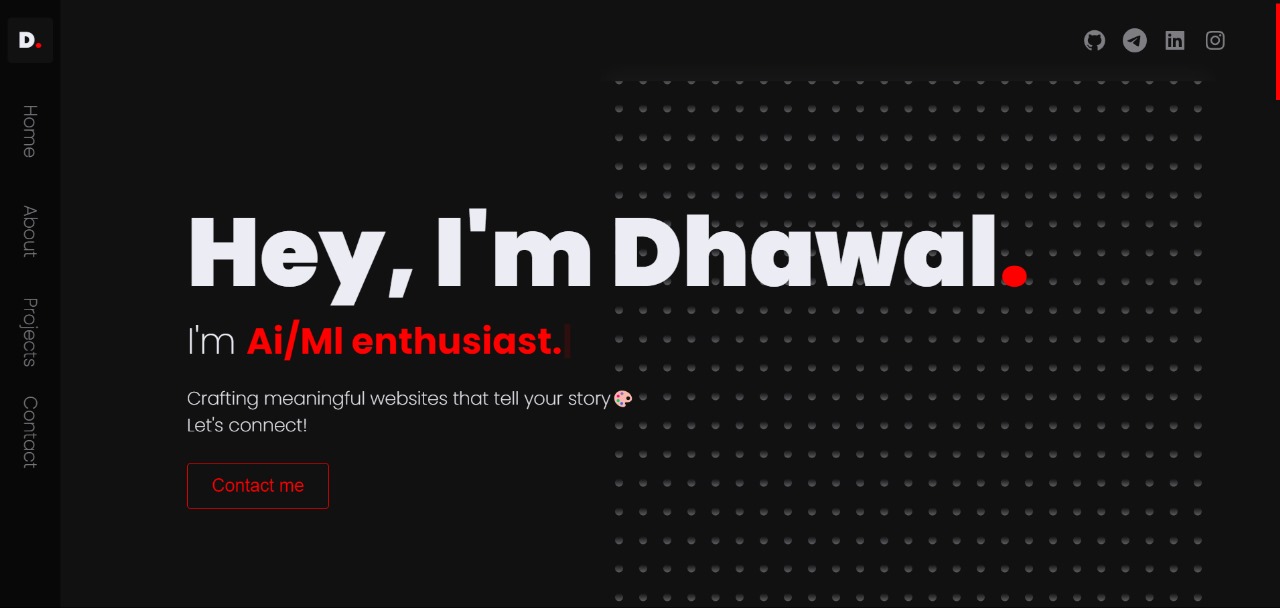 D.
Home
About
Projects
Contact
Hey, I'm Dhawal.
I'm Ai/Ml enthusiast.
Crafting meaningful websites that tell your story🎨
Let's connect!
Contact me